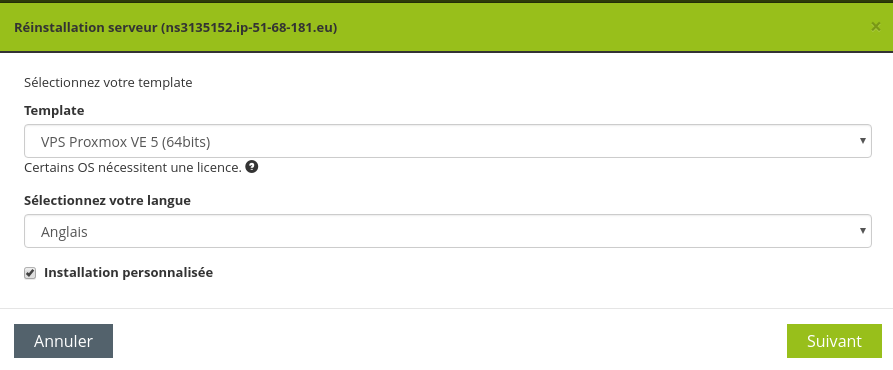 Réinstallation serveur (ns3135152.ip-51-68-181.eu)
×
Sélectionnez votre template
Template
VPS Proxmox VE 5 (64bits)
Certains OS nécessitent une licence. ?
Sélectionnez votre langue
Anglais
Installation personnalisée
Annuler
Suivant